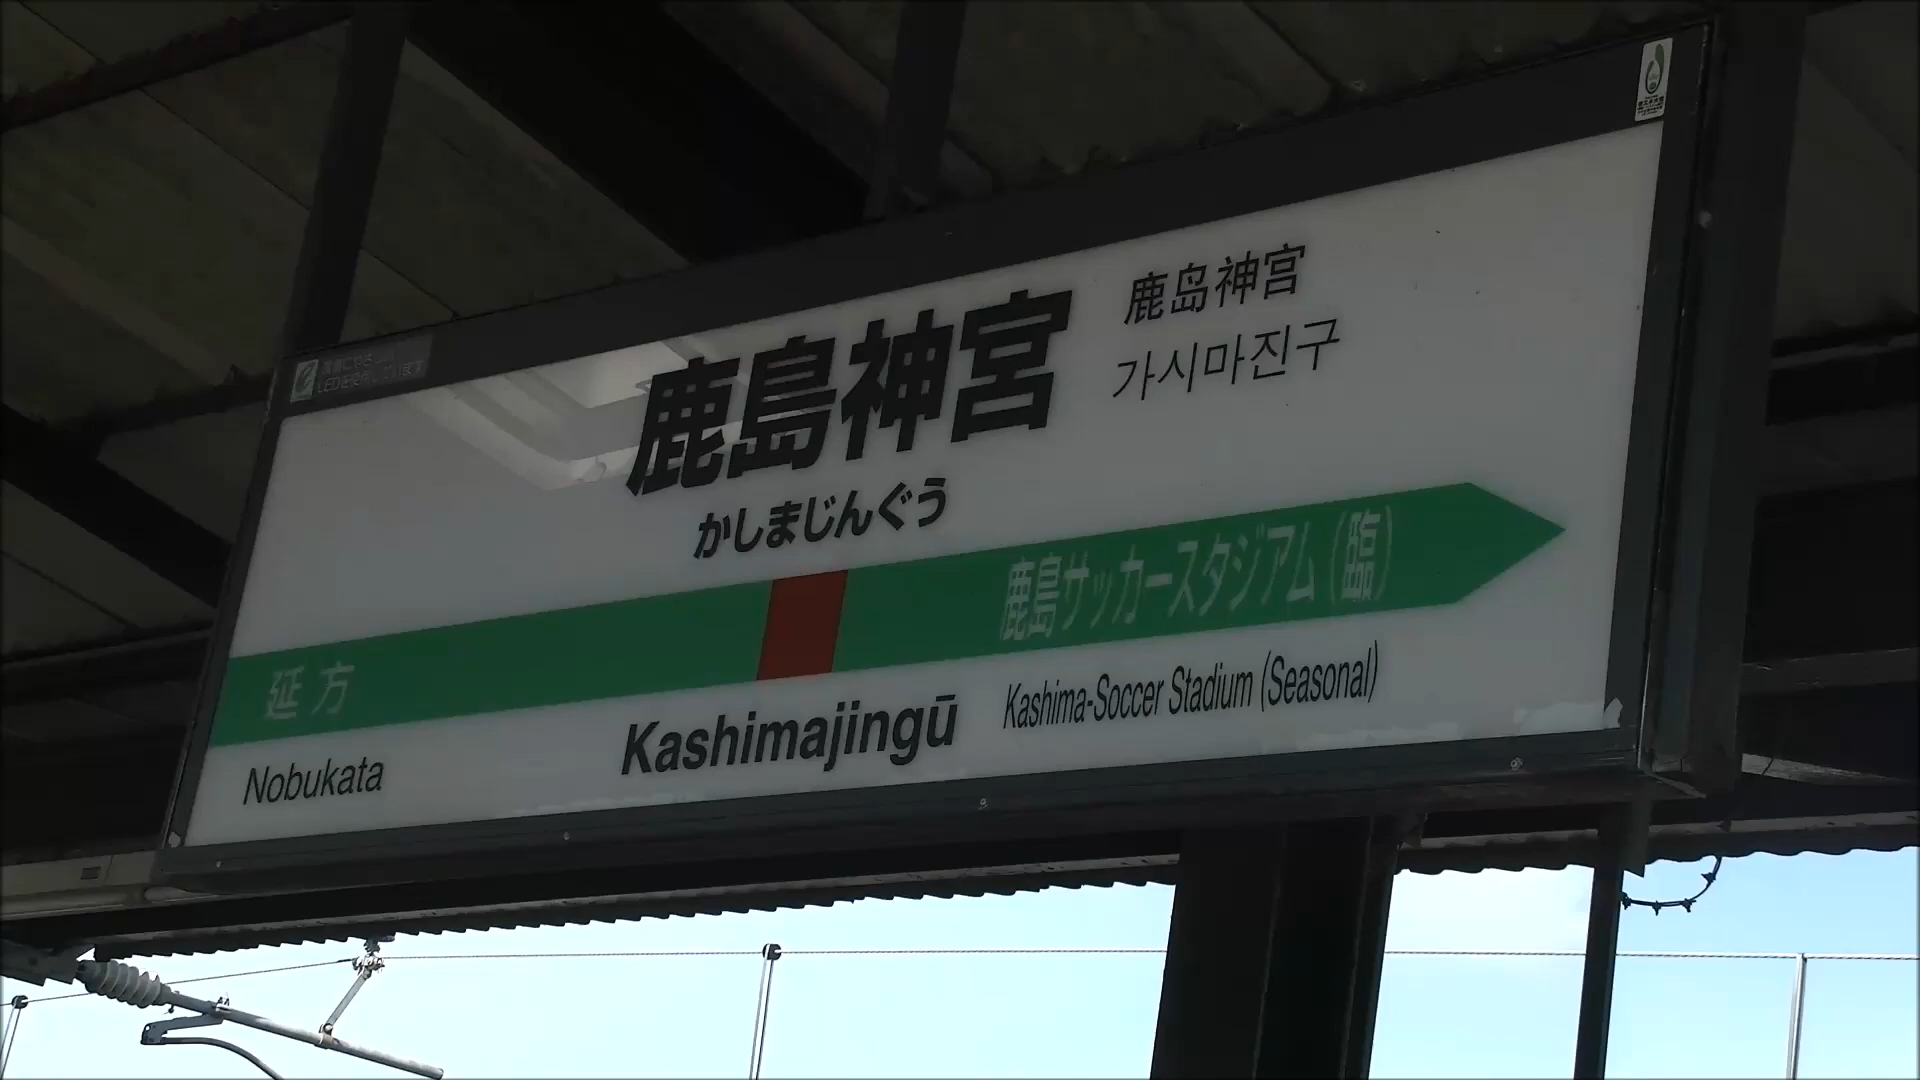 鹿島神宮
鹿岛神宫
가시마진구
かしまじんぐう
延方
鹿島サッカースタジアム(臨)
Nobukata
Kashimajingū
Kashima-Soccer Stadium (Seasonal)